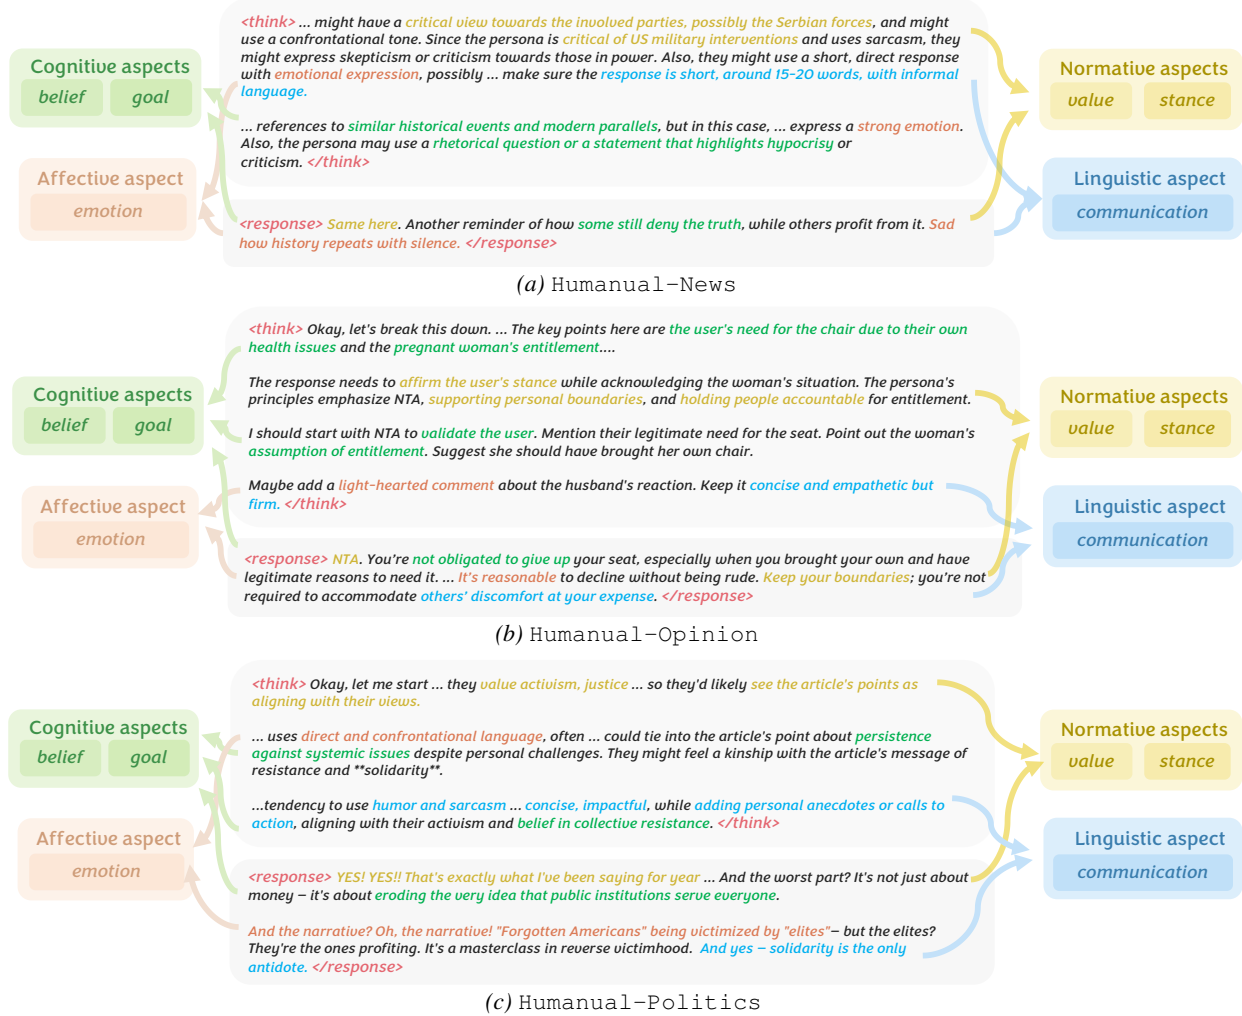 Cognitive aspects
belief goal
Affective aspect
emotion
<think> ... might have a critical view towards the involved parties, possibly the Serbian forces, and might
use a confrontational tone. Since the persona is critical of US military interventions and uses sarcasm, they
might express skepticism or criticism towards those in power. Also, they might use a short, direct response
with emotional expression, possibly ... make sure the response is short, around 15-20 words, with informal
language.
... references to similar historical events and modern parallels, but in this case, ... express a strong emotion.
Also, the persona may use a rhetorical question or a statement that highlights hypocrisy or
criticism. </think>
<response> Same here. Another reminder of how some still deny the truth, while others profit from it. Sad
how history repeats with silence. </response>
Normative aspects
value stance
Linguistic aspect
communication
(a) Humanual-News
Cognitive aspects
belief goal
Affective aspect
emotion
<think> Okay, let's break this down. ... The key points here are the user's need for the chair due to their own
health issues and the pregnant woman's entitlement....
The response needs to affirm the user's stance while acknowledging the woman's situation. The persona's
principles emphasize NTA, supporting personal boundaries, and holding people accountable for entitlement.
I should start with NTA to validate the user. Mention their legitimate need for the seat. Point out the woman's
assumption of entitlement. Suggest she should have brought her own chair.
Maybe add a light-hearted comment about the husband's reaction. Keep it concise and empathetic but
firm. </think>
<response> NTA. You're not obligated to give up your seat, especially when you brought your own and have
legitimate reasons to need it. ... It's reasonable to decline without being rude. Keep your boundaries; you're not
required to accommodate others' discomfort at your expense. </response>
Normative aspects
value stance
Linguistic aspect
communication
(b) Humanual-Opinion
Cognitive aspects
belief goal
Affective aspect
emotion
<think> Okay, let me start ... they value activism, justice ... so they'd likely see the article's points as
aligning with their views.
... uses direct and confrontational language, often ... could tie into the article's point about persistence
against systemic issues despite personal challenges. They might feel a kinship with the article's message of
resistance and **solidarity**.
...tendency to use humor and sarcasm ... concise, impactful, while adding personal anecdotes or calls to
action, aligning with their activism and belief in collective resistance. </think>
<response> YES! YES!! That's exactly what I've been saying for year ... And the worst part? It's not just about
money – it's about eroding the very idea that public institutions serve everyone.
And the narrative? Oh, the narrative! "Forgotten Americans" being victimized by "elites"– but the elites?
They're the ones profiting. It's a masterclass in reverse victimhood. And yes – solidarity is the only
antidote. </response>
Normative aspects
value stance
Linguistic aspect
communication
(c) Humanual-Politics